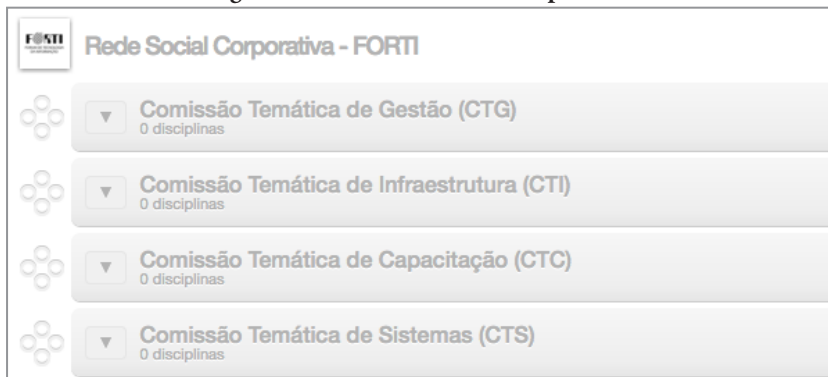 FORTI
Rede Social Corporativa - FORTI
Comissão Temática de Gestão (CTG)
0 disciplinas
Comissão Temática de Infraestrutura (CTI)
0 disciplinas
Comissão Temática de Capacitação (CTC)
0 disciplinas
Comissão Temática de Sistemas (CTS)
0 disciplinas